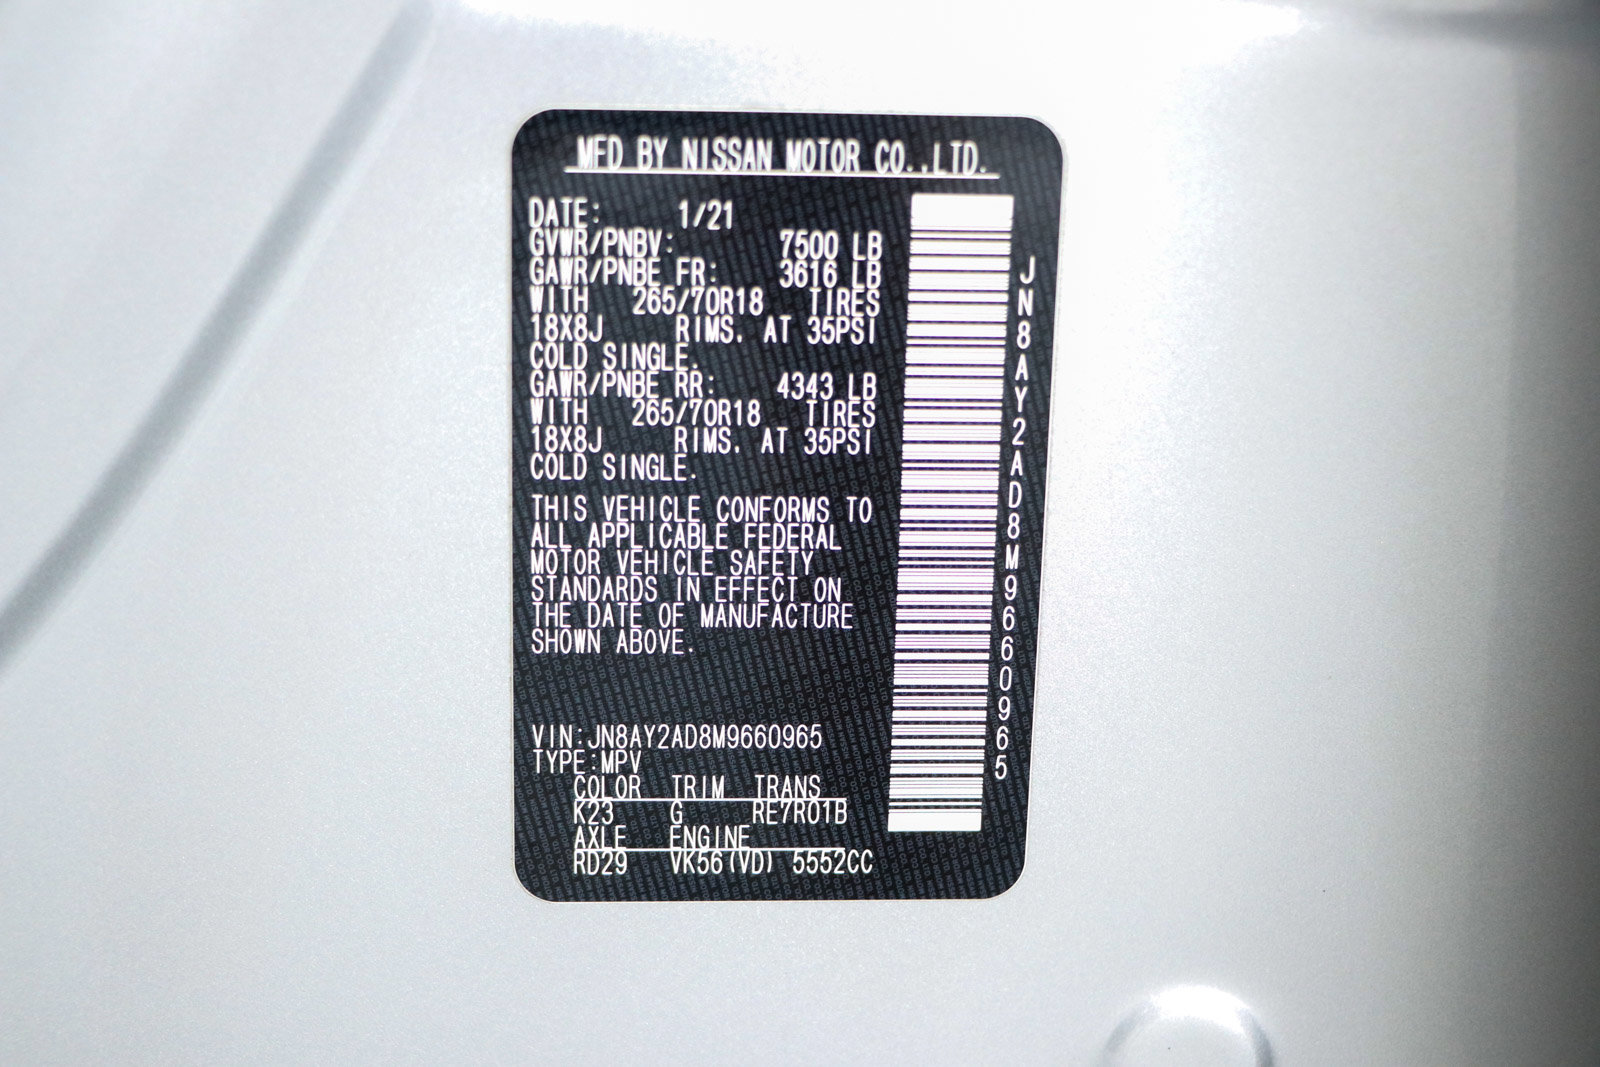 MFD BY NISSAN MOTOR CO.,LTD.
DATE: 1/21
GVWR/PNBV: 7500 LB
GAWR/PNBE FR: 3616 LB
WITH 265/70R18 TIRES
18X8J RIMS. AT 35PSI
COLD SINGLE.
GAWR/PNBE RR: 4343 LB
WITH 265/70R18 TIRES
18X8J RIMS. AT 35PSI
COLD SINGLE.
THIS VEHICLE CONFORMS TO
ALL APPLICABLE FEDERAL
MOTOR VEHICLE SAFETY
STANDARDS IN EFFECT ON
THE DATE OF MANUFACTURE
SHOWN ABOVE.
VIN:JN8AY2AD8M9660965
TYPE:MPV
COLOR TRIM TRANS
K23 G RE7R01B
AXLE ENGINE
RD29 VK56(VD) 5552CC
JN8AY2AD8M9660965